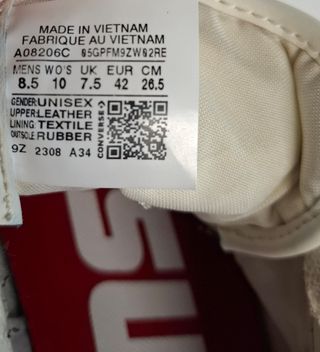 MADE IN VIETNAM
FABRIQUE AU VIETNAM
A08206C 05GPFM9ZW02RE
MENS WO'S UK EUR CM
8.5 10 7.5 42 26.5
GENDER: UNISEX
UPPER: LEATHER
LINING: TEXTILE
OUTSOLE: RUBBER
CONVERSE
9Z 2308 A34